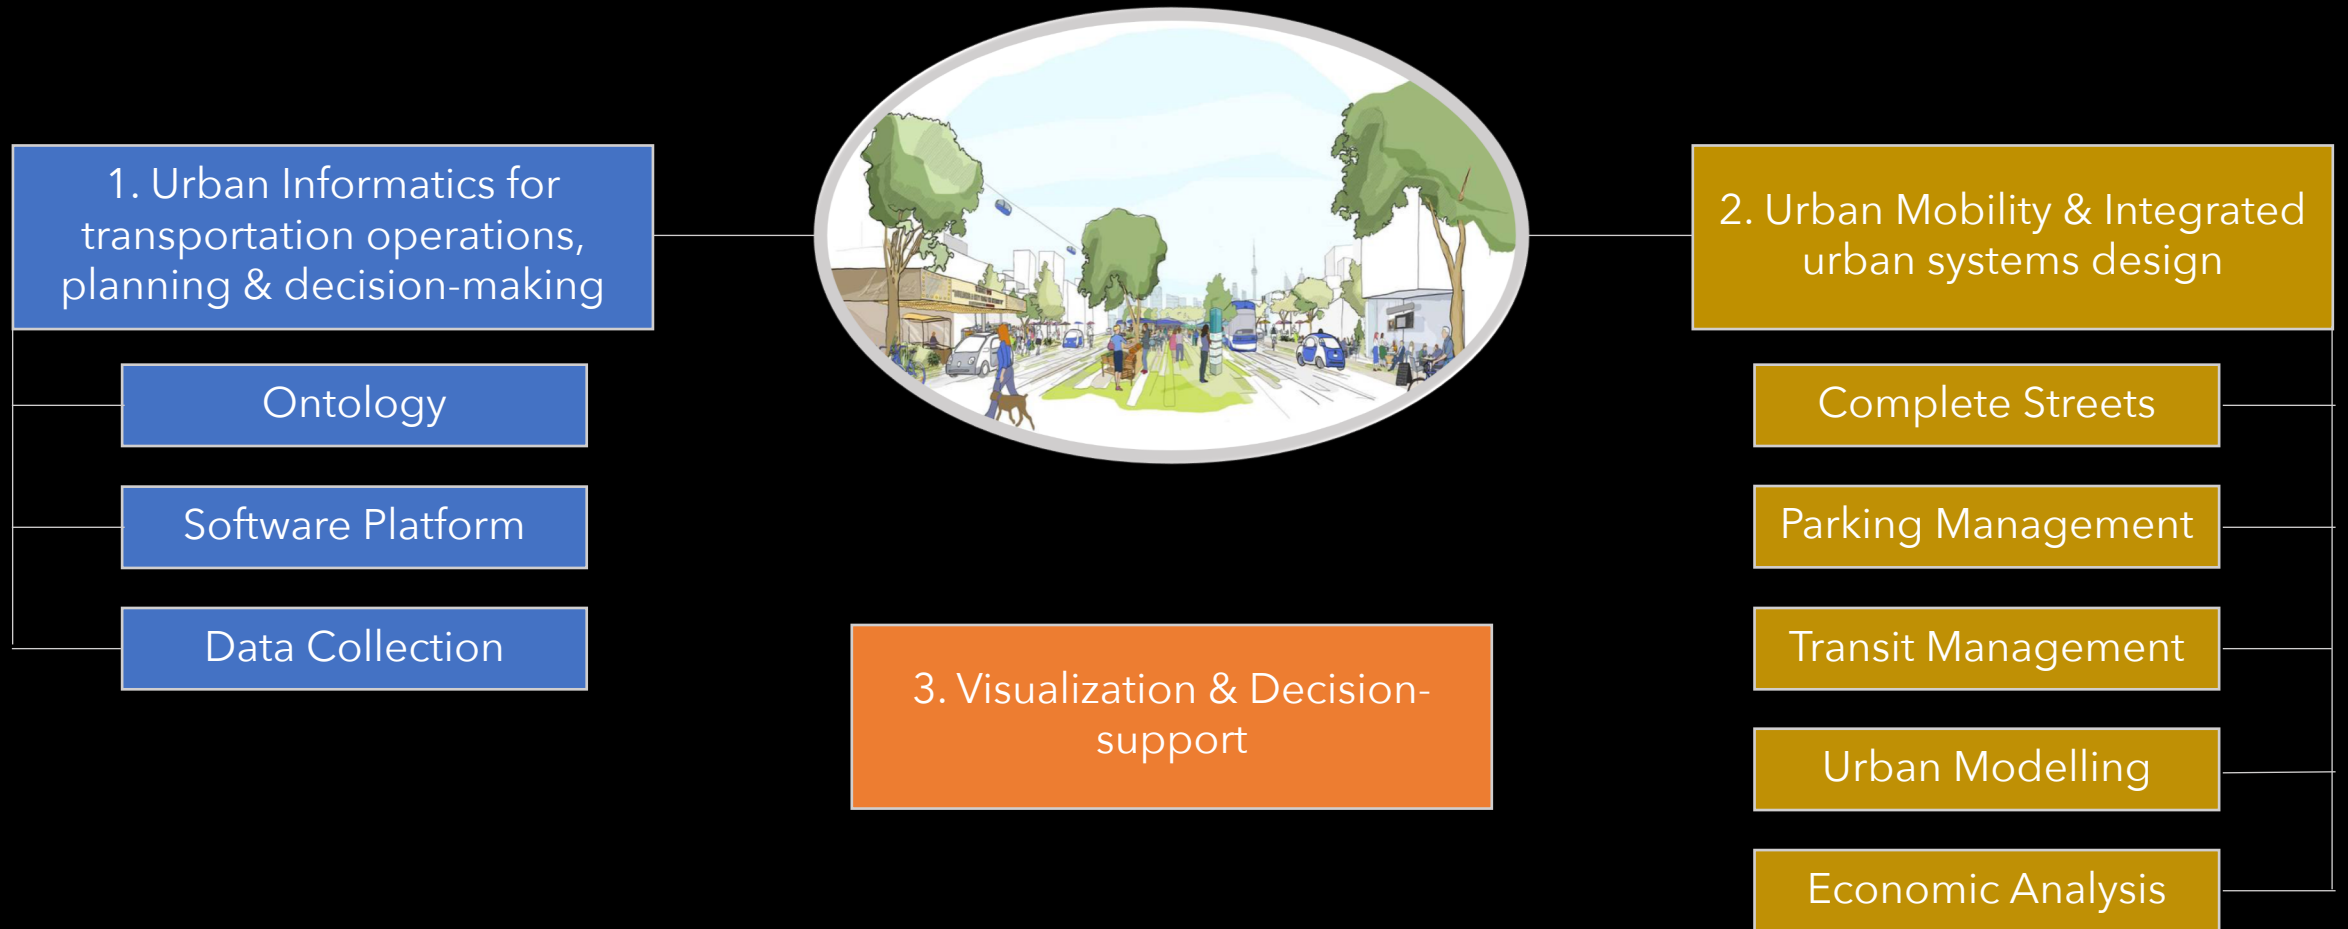 1. Urban Informatics for
transportation operations,
planning & decision-making
Ontology
Software Platform
Data Collection
3. Visualization & Decision-
support
2. Urban Mobility & Integrated
urban systems design
Complete Streets
Parking Management
Transit Management
Urban Modelling
Economic Analysis